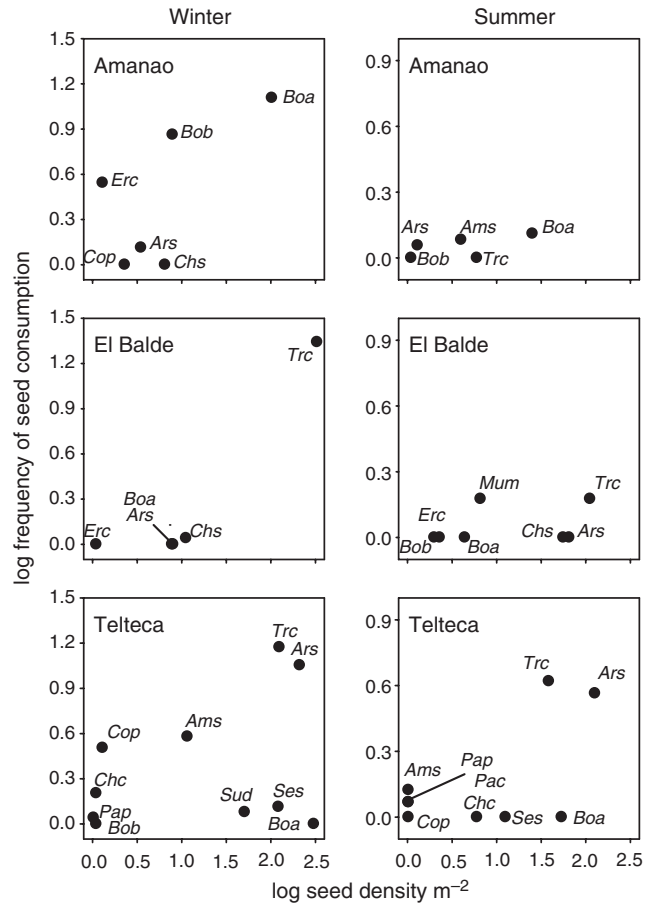 Winter
Summer
log frequency of seed consumption
1.5
1.2
0.9
0.6
0.3
0.0
Amanao
Boa
Bob
Erc
Ars
Cop
Chs
0.9
0.6
0.3
0.0
Amanao
Ars
Ams
Boa
Bob
Trc
1.5
1.2
0.9
0.6
0.3
0.0
El Balde
Trc
Boa
Ars
Erc
Chs
0.9
0.6
0.3
0.0
El Balde
Mum
Trc
Erc
Chs
Ars
Bob
Boa
1.5
1.2
0.9
0.6
0.3
0.0
Telteca
Trc
Ars
Ams
Cop
Chc
Sud
Ses
Pap
Bob
Boa
0.0 0.5 1.0 1.5 2.0 2.5
0.9
0.6
0.3
0.0
Telteca
Trc
Ars
Ams
Pap
Pac
Chc
Cop
Ses
Boa
0.0 0.5 1.0 1.5 2.0 2.5
log seed density m⁻²